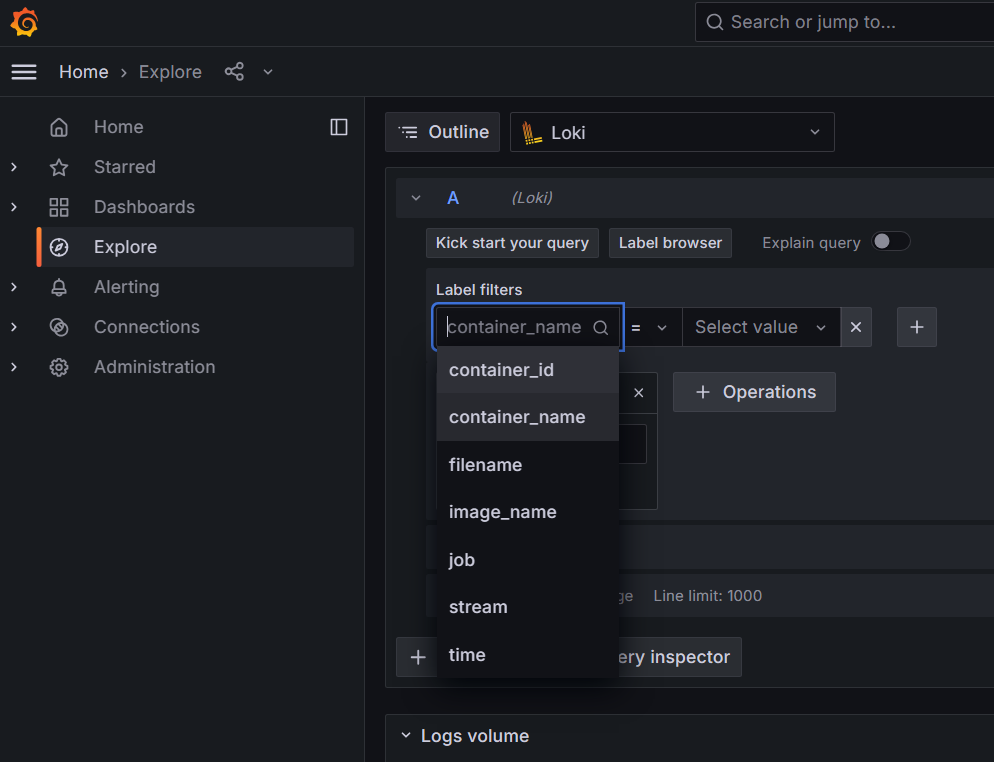 Search or jump to...
Home › Explore
Home
Starred
Dashboards
Explore
Alerting
Connections
Administration
Outline
Loki
A (Loki)
Kick start your query
Label browser
Explain query
Label filters
container_name
=
Select value
container_id
container_name
filename
image_name
job
stream
time
Operations
Line limit: 1000
ery inspector
Logs volume